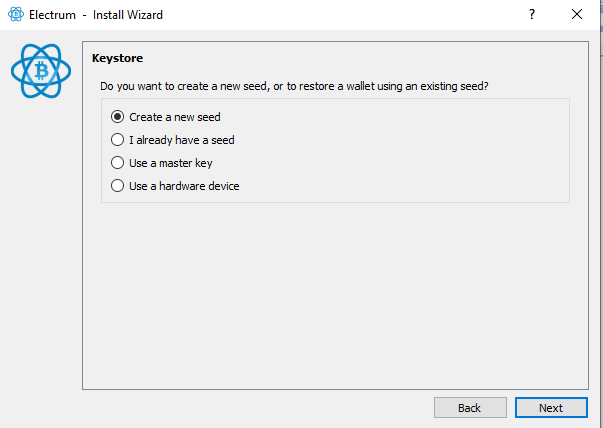 Electrum - Install Wizard
Keystore
Do you want to create a new seed, or to restore a wallet using an existing seed?
Create a new seed
I already have a seed
Use a master key
Use a hardware device
Back
Next